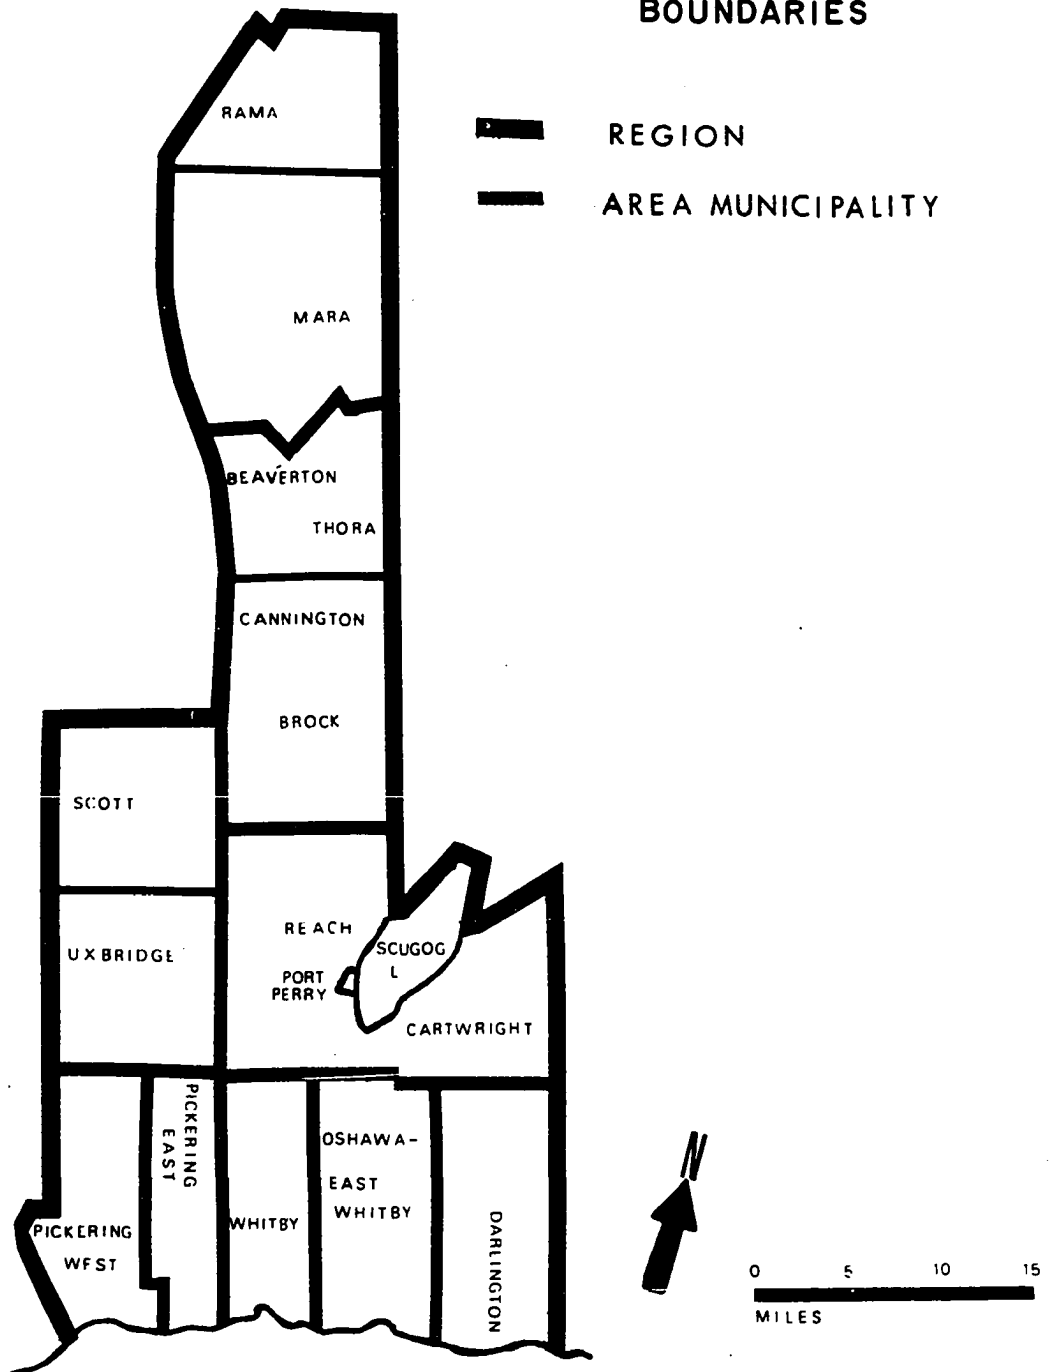 BOUNDARIES
REGION
AREA MUNICIPALITY
RAMA
MARA
BEAVERTON
THORA
CANNINGTON
BROCK
SCOTT
REACH
UXBRIDGE
SCUGOG
L
PORT
PERRY
CARTWRIGHT
PICKERING
EAST
OSHAWA-
EAST
WHITBY
WHITBY
PICKERING
WEST
DARLINGTON
N
0 5 10 15
MILES